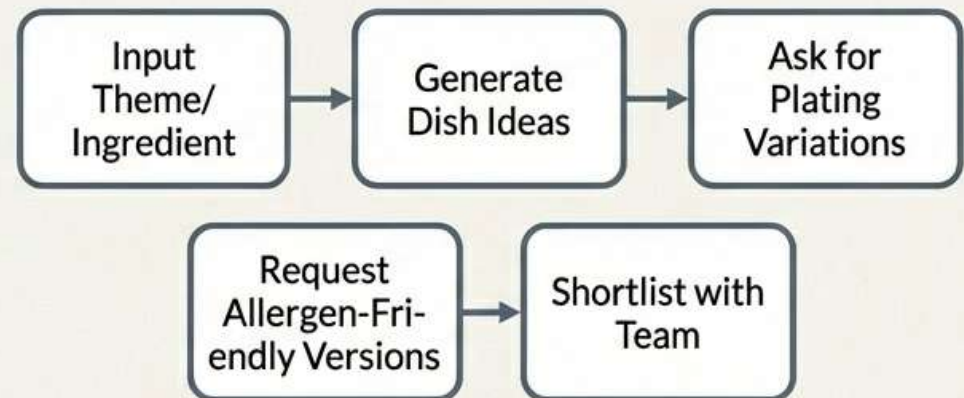 Input
Theme/
Ingredient
Generate
Dish Ideas
Ask for
Plating
Variations
Request
Allergen-Fri-
endly Versions
Shortlist with
Team